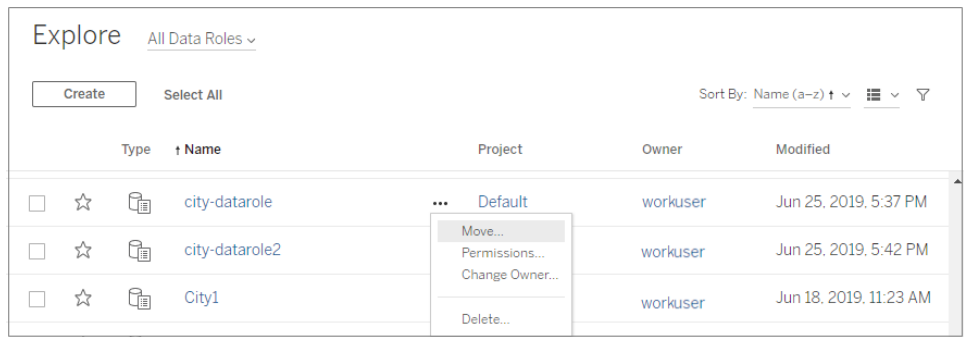 Explore All Data Roles
Create Select All Sort By: Name (a–z) ↑
Type ↑ Name Project Owner Modified
city-datarole ••• Default workuser Jun 25, 2019, 5:37 PM
Move...
Permissions...
city-datarole2 workuser Jun 25, 2019, 5:42 PM
Change Owner...
City1 workuser Jun 18, 2019, 11:23 AM
Delete...